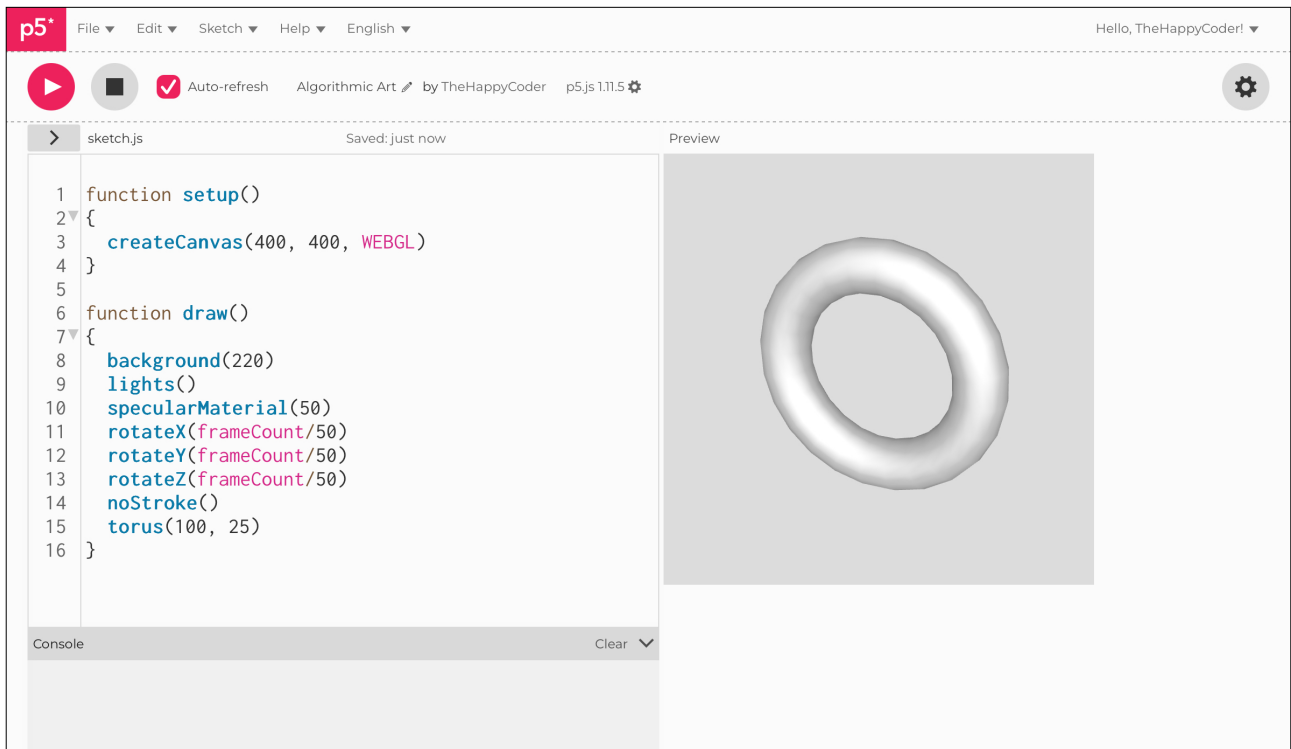 p5* File Edit Sketch Help English Hello, TheHappyCoder!
Auto-refresh Algorithmic Art by TheHappyCoder p5.js 1.11.5
sketch.js Saved: just now Preview
1 function setup()
2 {
3   createCanvas(400, 400, WEBGL)
4 }
5
6 function draw()
7 {
8   background(220)
9   lights()
10   specularMaterial(50)
11   rotateX(frameCount/50)
12   rotateY(frameCount/50)
13   rotateZ(frameCount/50)
14   noStroke()
15   torus(100, 25)
16 }
Console Clear